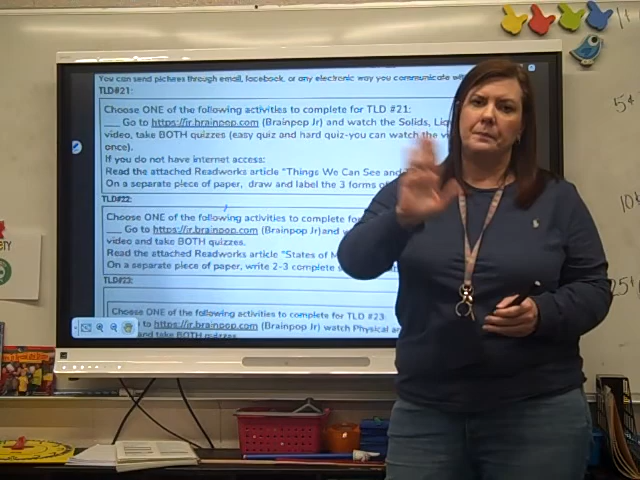 You can send pictures through email, facebook, or any electronic way you communicate
TLD#21:
Choose ONE of the following activities to complete for TLD #21:
___ Go to https://jr.brainpop.com (Brainpop Jr) and watch the Solids,
video, take BOTH quizzes (easy quiz and hard quiz-you can watch the
once).
If you do not have internet access:
Read the attached Readworks article "Things We Can See and
On a separate piece of paper, draw and label the 3 forms
TLD#22:
Choose ONE of the following activities to complete for
___ Go to https://jr.brainpop.com (Brainpop Jr) and
video and take BOTH quizzes.
Read the attached Readworks article "States of
On a separate piece of paper, write 2-3 complete
TLD#23:
Choose ONE of the following activities to complete for TLD #23
to https://jr.brainpop.com (Brainpop Jr) watch Physical
and take BOTH quizzes
5¢
10¢
25¢